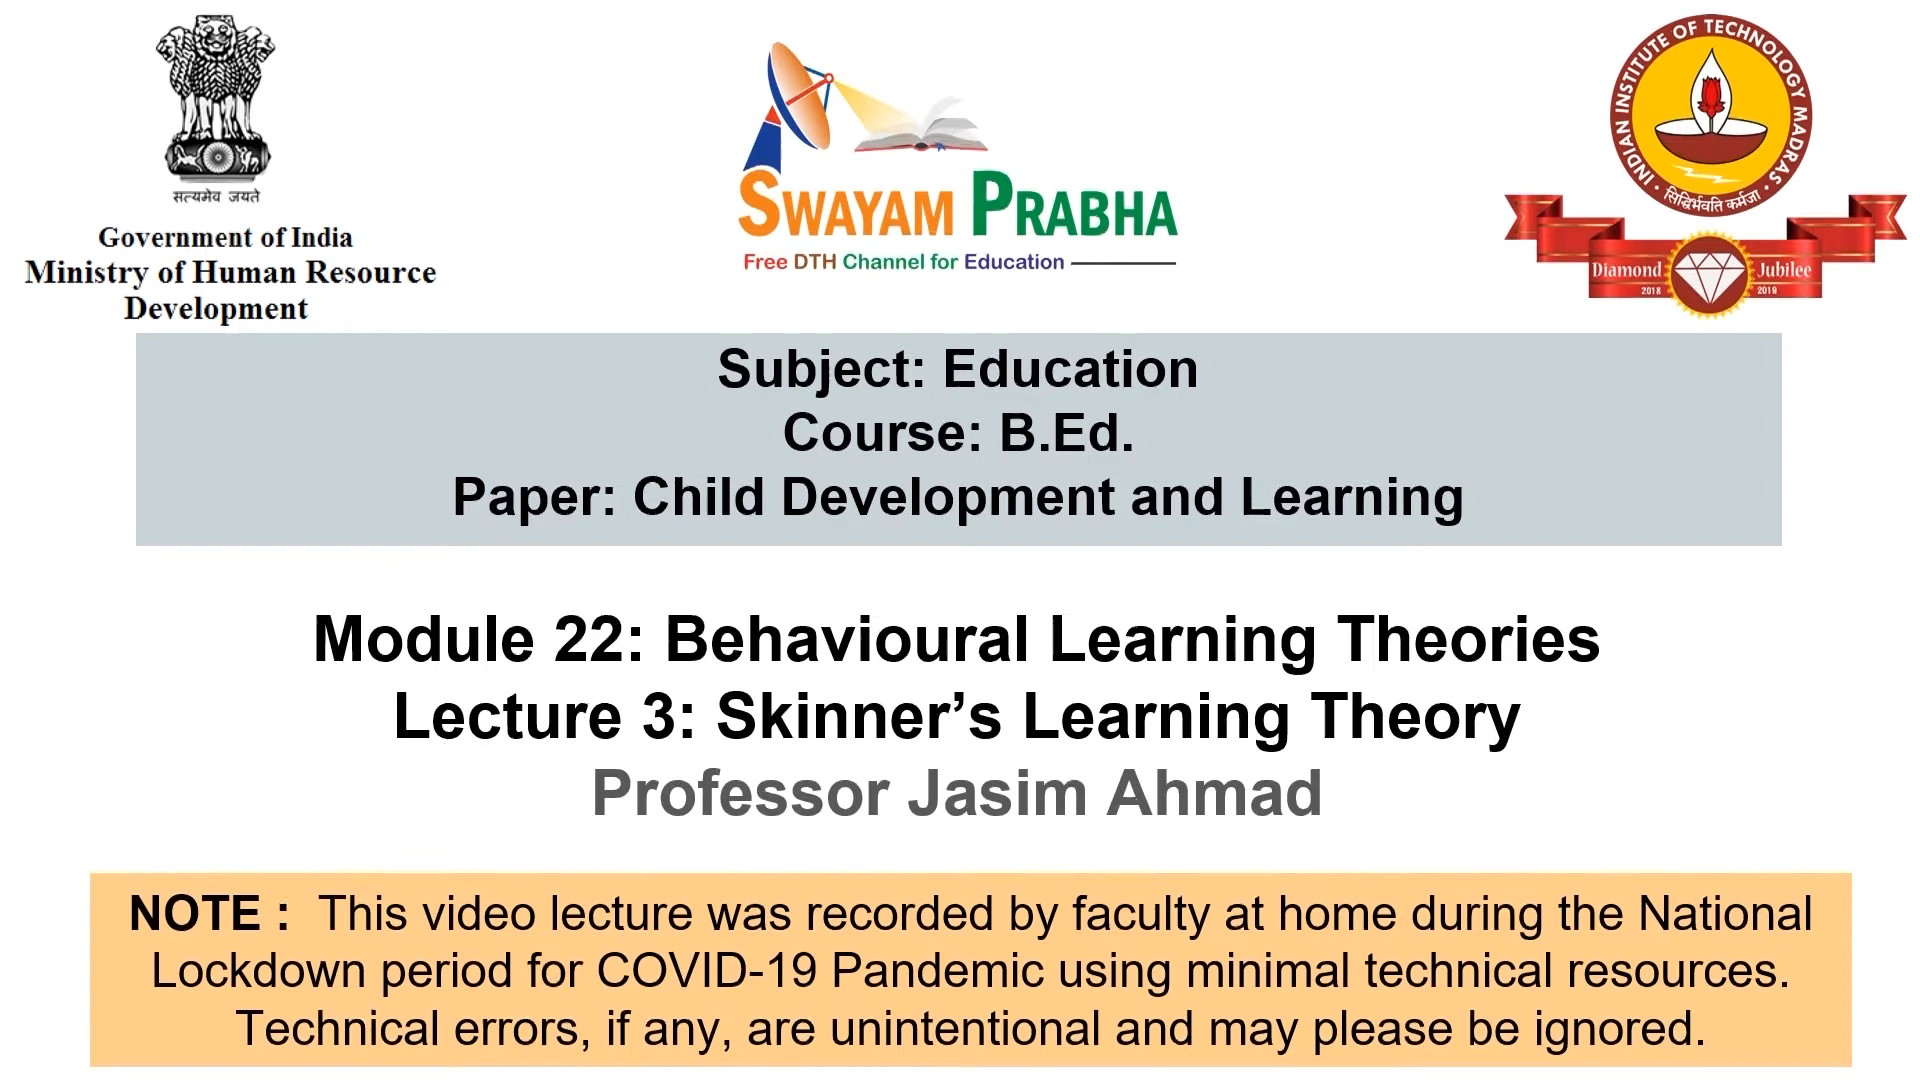 सत्यमेव जयते
Government of India
Ministry of Human Resource
Development
SWAYAM PRABHA
Free DTH Channel for Education
INDIAN INSTITUTE OF TECHNOLOGY MADRAS
सिद्धिर्भवति कर्मजा
Diamond Jubilee
2018 2019
Subject: Education
Course: B.Ed.
Paper: Child Development and Learning
Module 22: Behavioural Learning Theories
Lecture 3: Skinner’s Learning Theory
Professor Jasim Ahmad
NOTE : This video lecture was recorded by faculty at home during the National
Lockdown period for COVID-19 Pandemic using minimal technical resources.
Technical errors, if any, are unintentional and may please be ignored.